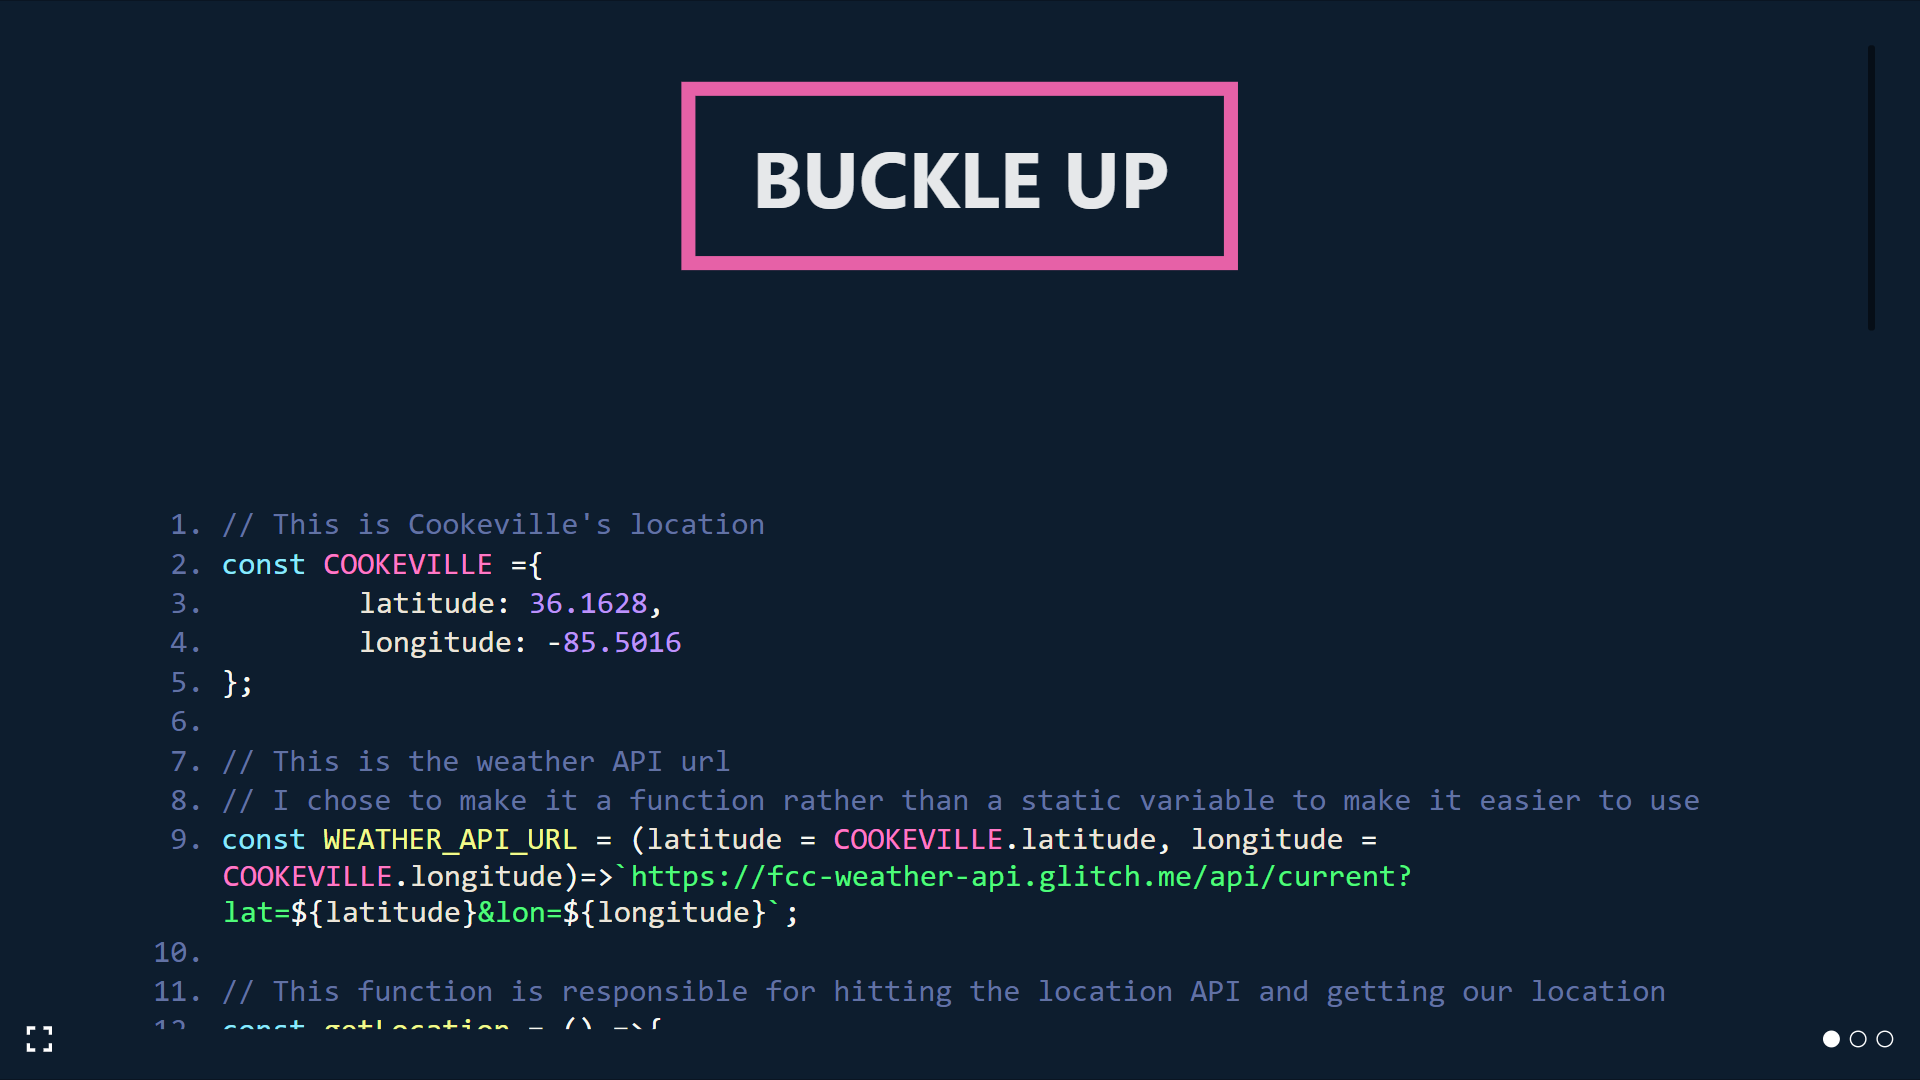 BUCKLE UP
1. // This is Cookeville's location
2. const COOKEVILLE ={
3. latitude: 36.1628,
4. longitude: -85.5016
5. };
6.
7. // This is the weather API url
8. // I chose to make it a function rather than a static variable to make it easier to use
9. const WEATHER_API_URL = (latitude = COOKEVILLE.latitude, longitude =
COOKEVILLE.longitude)=>`https://fcc-weather-api.glitch.me/api/current?
lat=${latitude}&lon=${longitude}`;
10.
11. // This function is responsible for hitting the location API and getting our location
12. const getLocation = () =>{